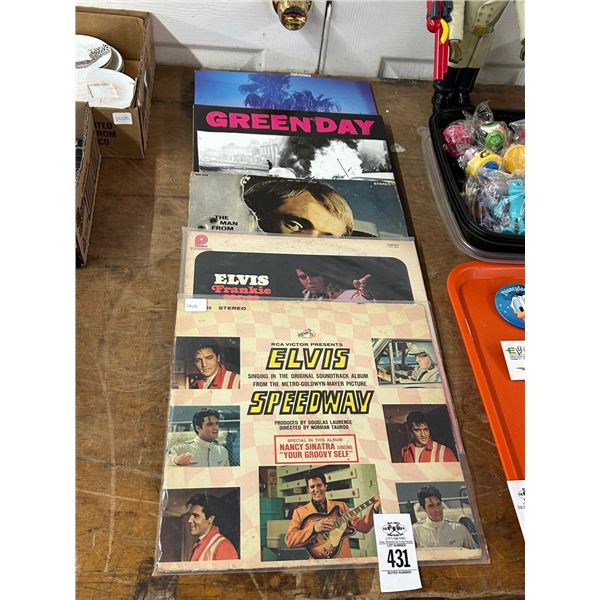 GREEN DAY
STEREO
THE
MAN
FROM
ELVIS
Frankie
STEREO
RCA VICTOR PRESENTS
ELVIS
SINGING IN THE ORIGINAL SOUNDTRACK ALBUM
FROM THE METRO-GOLDWYN-MAYER PICTURE
SPEEDWAY
PRODUCED BY DOUGLAS LAURENCE
DIRECTED BY NORMAN TAUROG
SPECIAL IN THIS ALBUM
NANCY SINATRA SINGING
"YOUR GROOVY SELF"
431